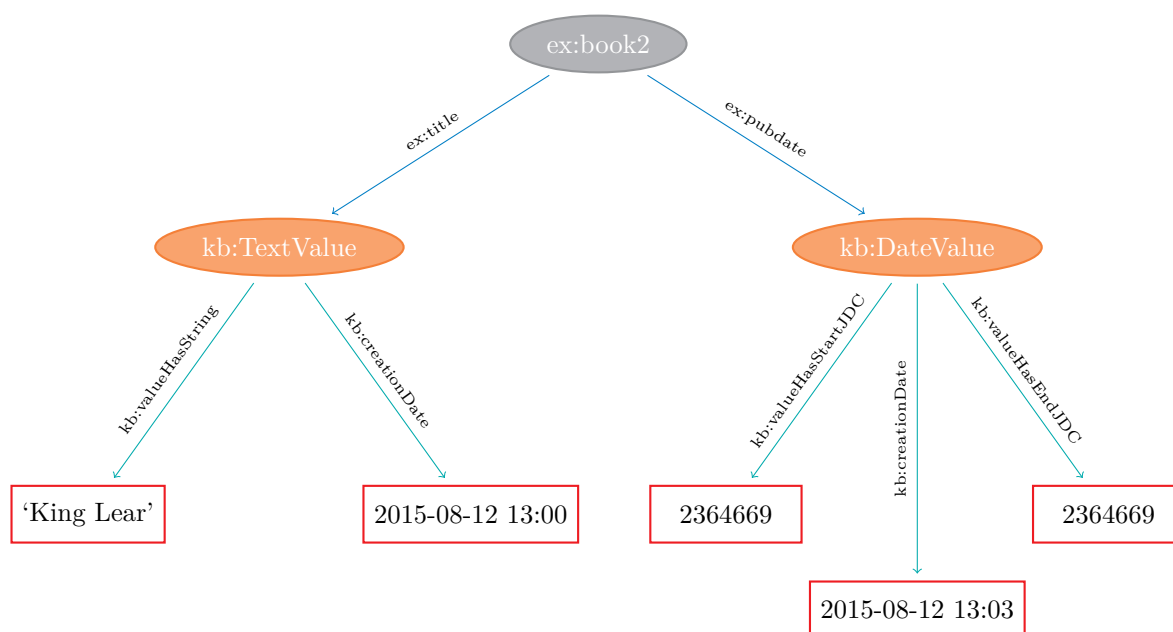 ex:book2
ex:title
ex:pubdate
kb:TextValue
kb:DateValue
kb:valueHasString
kb:creationDate
kb:valueHasStartJDC
kb:creationDate
kb:valueHasEndJDC
‘King Lear’
2015-08-12 13:00
2364669
2364669
2015-08-12 13:03